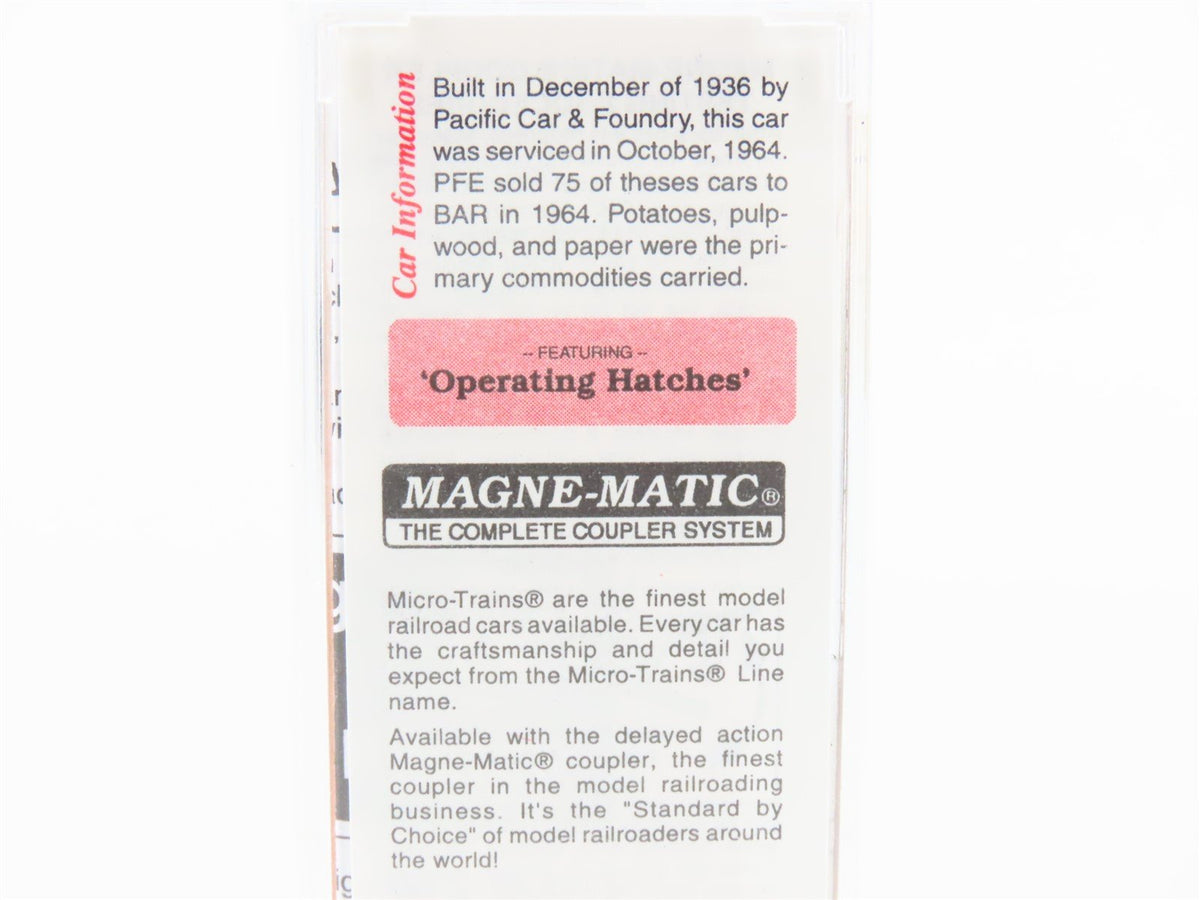 Car Information
Built in December of 1936 by
Pacific Car & Foundry, this car
was serviced in October, 1964.
PFE sold 75 of theses cars to
BAR in 1964. Potatoes, pulp-
wood, and paper were the pri-
mary commodities carried.
-- FEATURING --
'Operating Hatches'
MAGNE-MATIC®
THE COMPLETE COUPLER SYSTEM
Micro-Trains® are the finest model
railroad cars available. Every car has
the craftsmanship and detail you
expect from the Micro-Trains® Line
name.
Available with the delayed action
Magne-Matic® coupler, the finest
coupler in the model railroading
business. It's the "Standard by
Choice" of model railroaders around
the world!